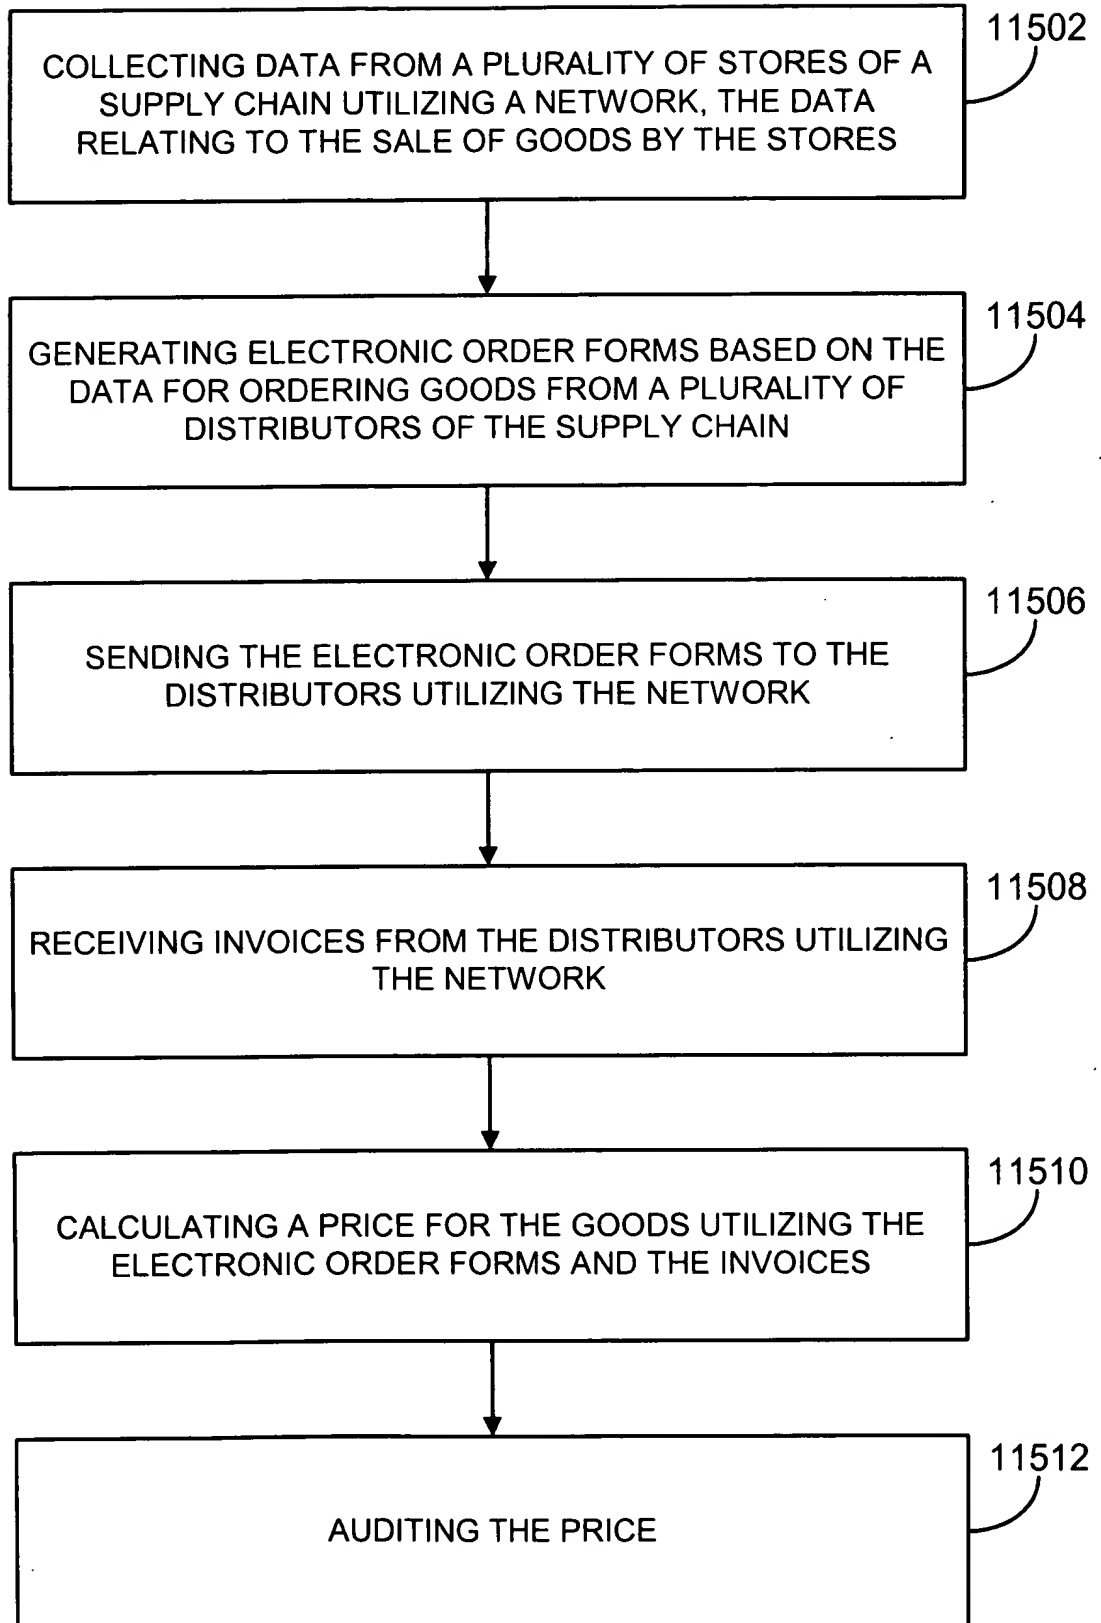 11502
COLLECTING DATA FROM A PLURALITY OF STORES OF A
SUPPLY CHAIN UTILIZING A NETWORK, THE DATA
RELATING TO THE SALE OF GOODS BY THE STORES
11504
GENERATING ELECTRONIC ORDER FORMS BASED ON THE
DATA FOR ORDERING GOODS FROM A PLURALITY OF
DISTRIBUTORS OF THE SUPPLY CHAIN
11506
SENDING THE ELECTRONIC ORDER FORMS TO THE
DISTRIBUTORS UTILIZING THE NETWORK
11508
RECEIVING INVOICES FROM THE DISTRIBUTORS UTILIZING
THE NETWORK
11510
CALCULATING A PRICE FOR THE GOODS UTILIZING THE
ELECTRONIC ORDER FORMS AND THE INVOICES
11512
AUDITING THE PRICE